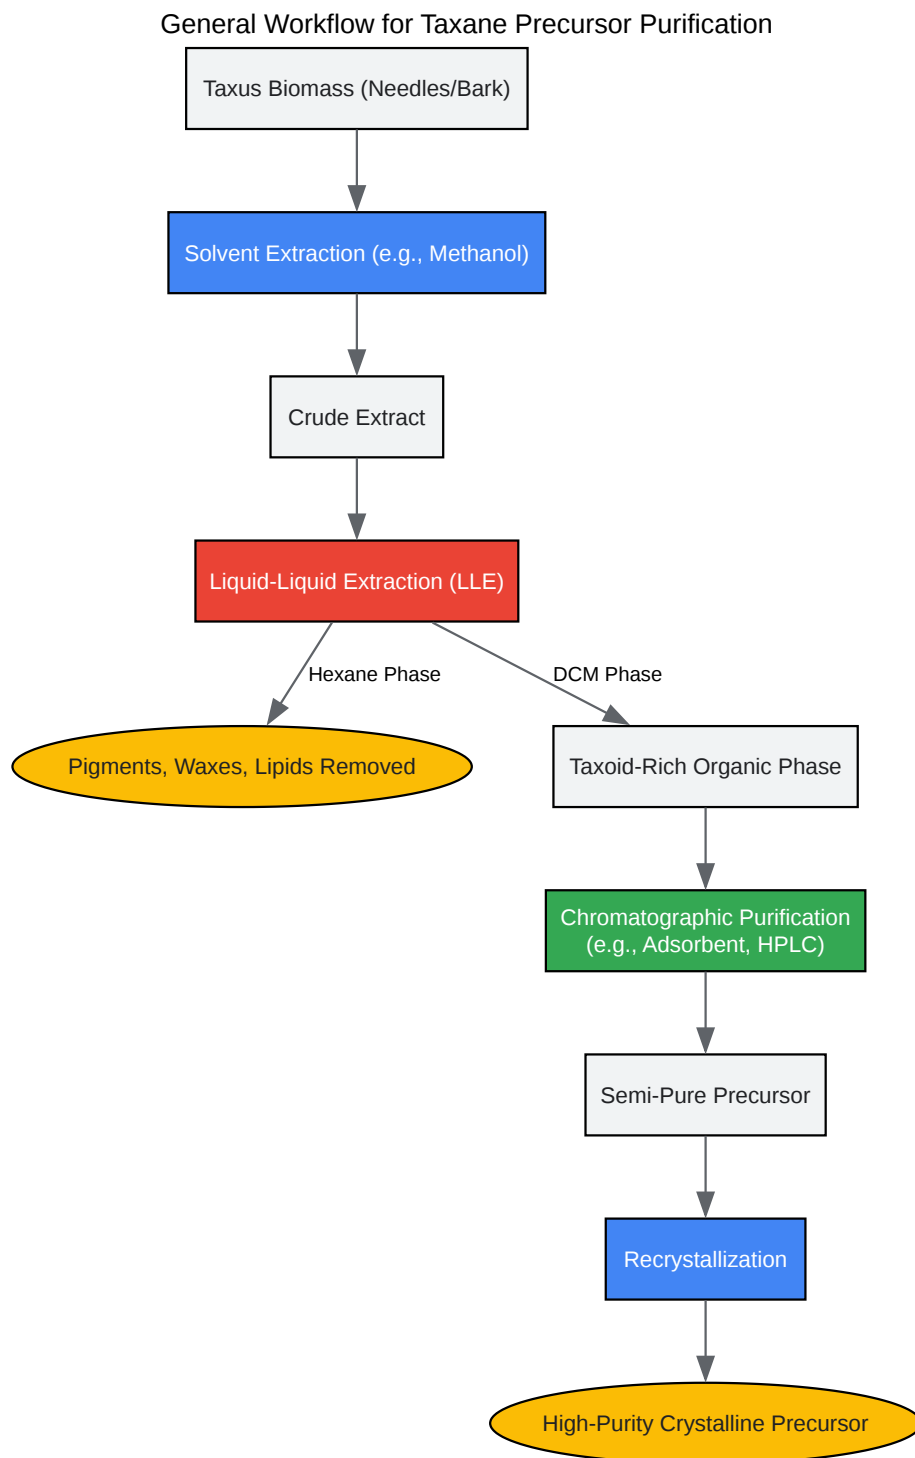 General Workflow for Taxane Precursor Purification
Taxus Biomass (Needles/Bark)
Solvent Extraction (e.g., Methanol)
Crude Extract
Liquid-Liquid Extraction (LLE)
Hexane Phase
DCM Phase
Pigments, Waxes, Lipids Removed
Taxoid-Rich Organic Phase
Chromatographic Purification
(e.g., Adsorbent, HPLC)
Semi-Pure Precursor
Recrystallization
High-Purity Crystalline Precursor